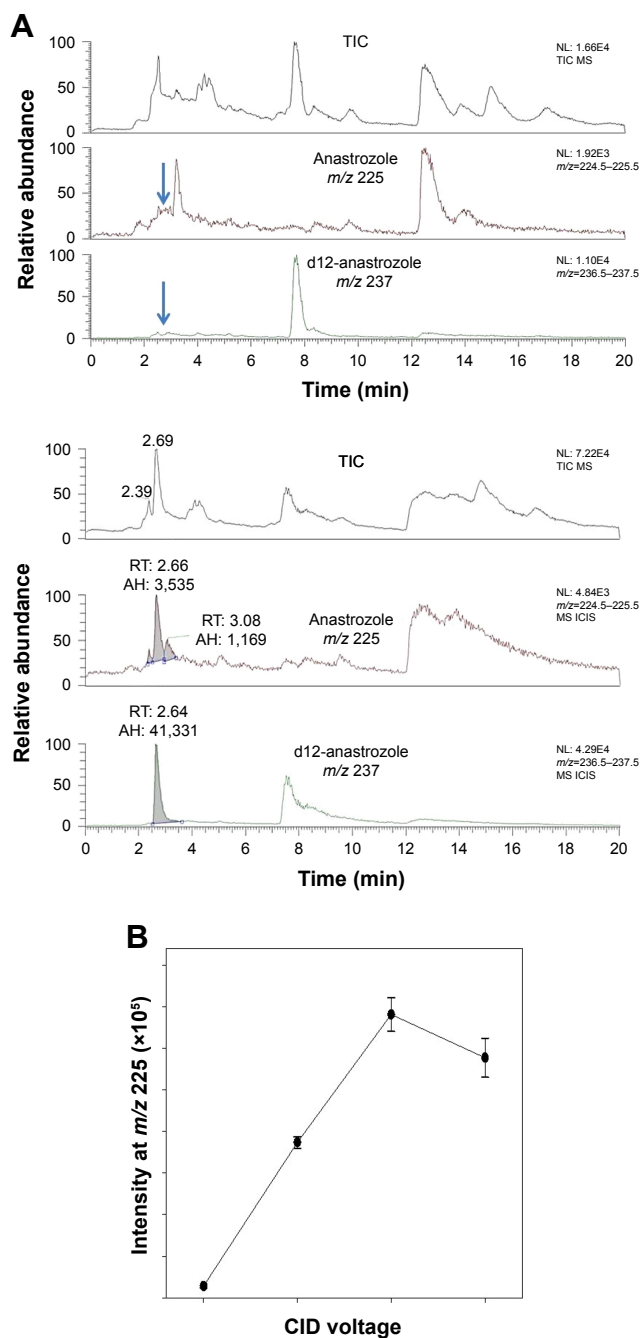 A
Relative abundance
100
50
0
TIC
NL: 1.66E4
TIC MS
100
50
0
Anastrozole
m/z 225
NL: 1.92E3
m/z=224.5–225.5
100
50
0
d12-anastrozole
m/z 237
NL: 1.10E4
m/z=236.5–237.5
0 2 4 6 8 10 12 14 16 18 20
Time (min)
Relative abundance
100
50
0
2.69
2.39
TIC
NL: 7.22E4
TIC MS
100
50
0
RT: 2.66
AH: 3,535
RT: 3.08
AH: 1,169
Anastrozole
m/z 225
NL: 4.84E3
m/z=224.5–225.5
MS ICIS
100
50
0
RT: 2.64
AH: 41,331
d12-anastrozole
m/z 237
NL: 4.29E4
m/z=236.5–237.5
MS ICIS
0 2 4 6 8 10 12 14 16 18 20
Time (min)
B
Intensity at m/z 225 (×10⁵)
CID voltage